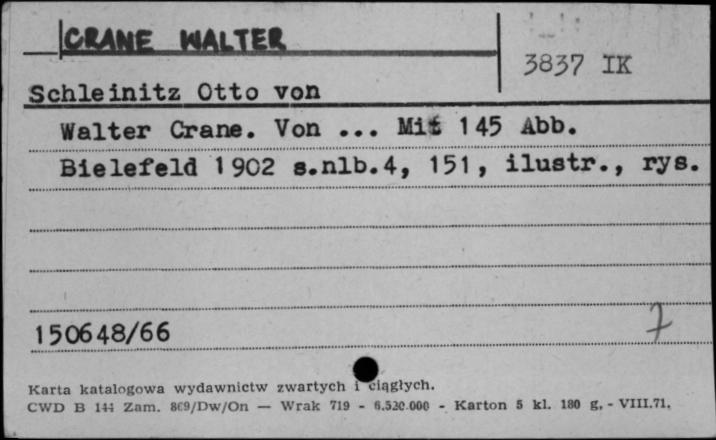 CRANE WALTER
3837 IK
Schleinitz Otto von
Walter Crane. Von ... Mit 145 Abb.
Bielefeld 1902 s.nlb.4, 151, ilustr., rys.
150648/66
7
Karta katalogowa wydawnictw zwartych i ciągłych.
CWD B 144 Zam. 869/Dw/On — Wrak 719 - 6.520.000 - Karton 5 kl. 180 g. - VIII.71.